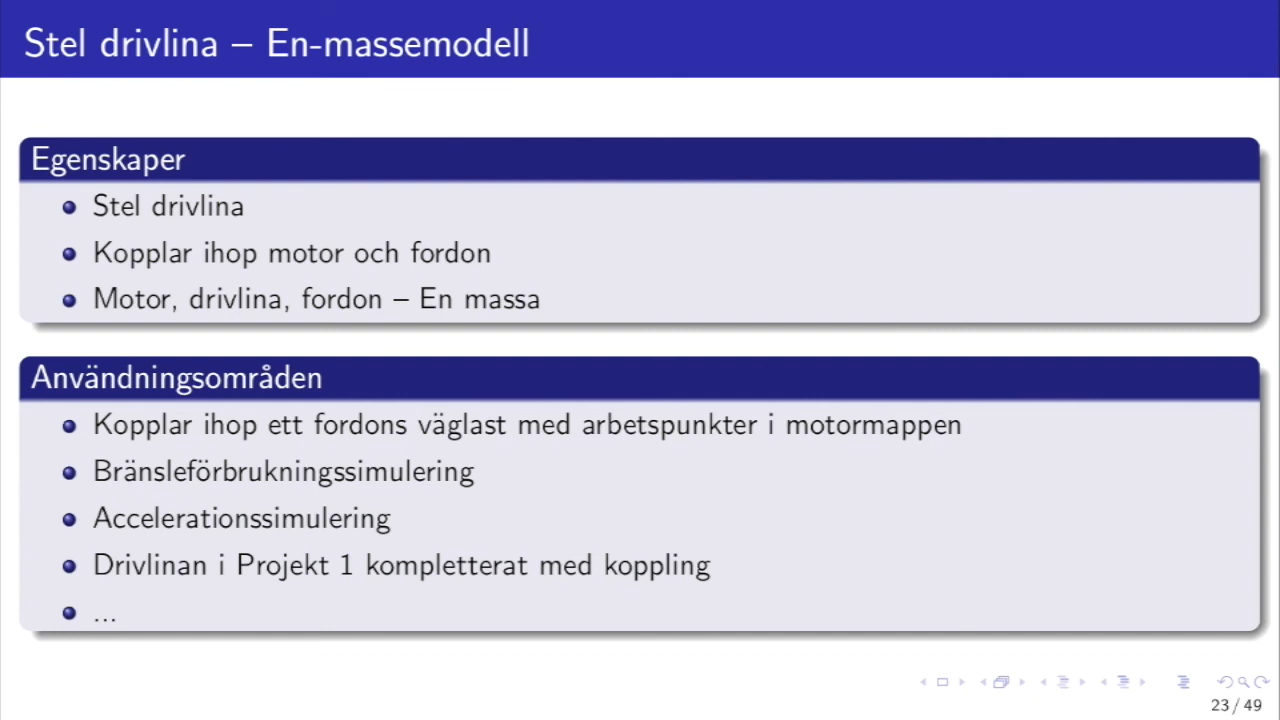 Stel drivlina – En-massemodell
Egenskaper
Stel drivlina
Kopplar ihop motor och fordon
Motor, drivlina, fordon – En massa
Användningsområden
Kopplar ihop ett fordons väglast med arbetspunkter i motormappen
Bränsleförbrukningssimulering
Accelerationssimulering
Drivlinan i Projekt 1 kompletterat med koppling
...
23 / 49